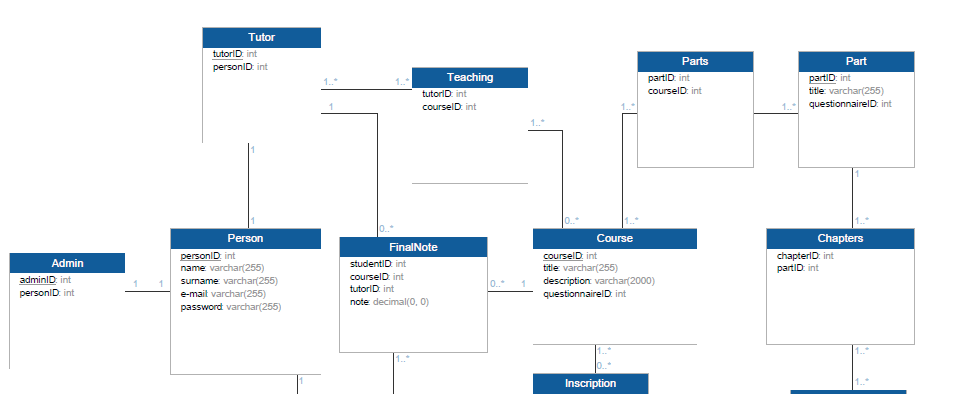 Tutor
tutorID: int
personID: int
1..*
1..*
1
Teaching
tutorID: int
courseID: int
1..*
Parts
partID: int
courseID: int
1..*
1..*
Part
partID: int
title: varchar(255)
questionnaireID: int
1
1
1
0..*
0..*
1..*
1..*
Admin
adminID: int
personID: int
1
1
Person
personID: int
name: varchar(255)
surname: varchar(255)
e-mail: varchar(255)
password: varchar(255)
1
FinalNote
studentID: int
courseID: int
tutorID: int
note: decimal(0, 0)
0..*
1
1..*
Course
courseID: int
title: varchar(255)
description: varchar(2000)
questionnaireID: int
1..*
0..*
Inscription
Chapters
chapterID: int
partID: int
1..*
1..*